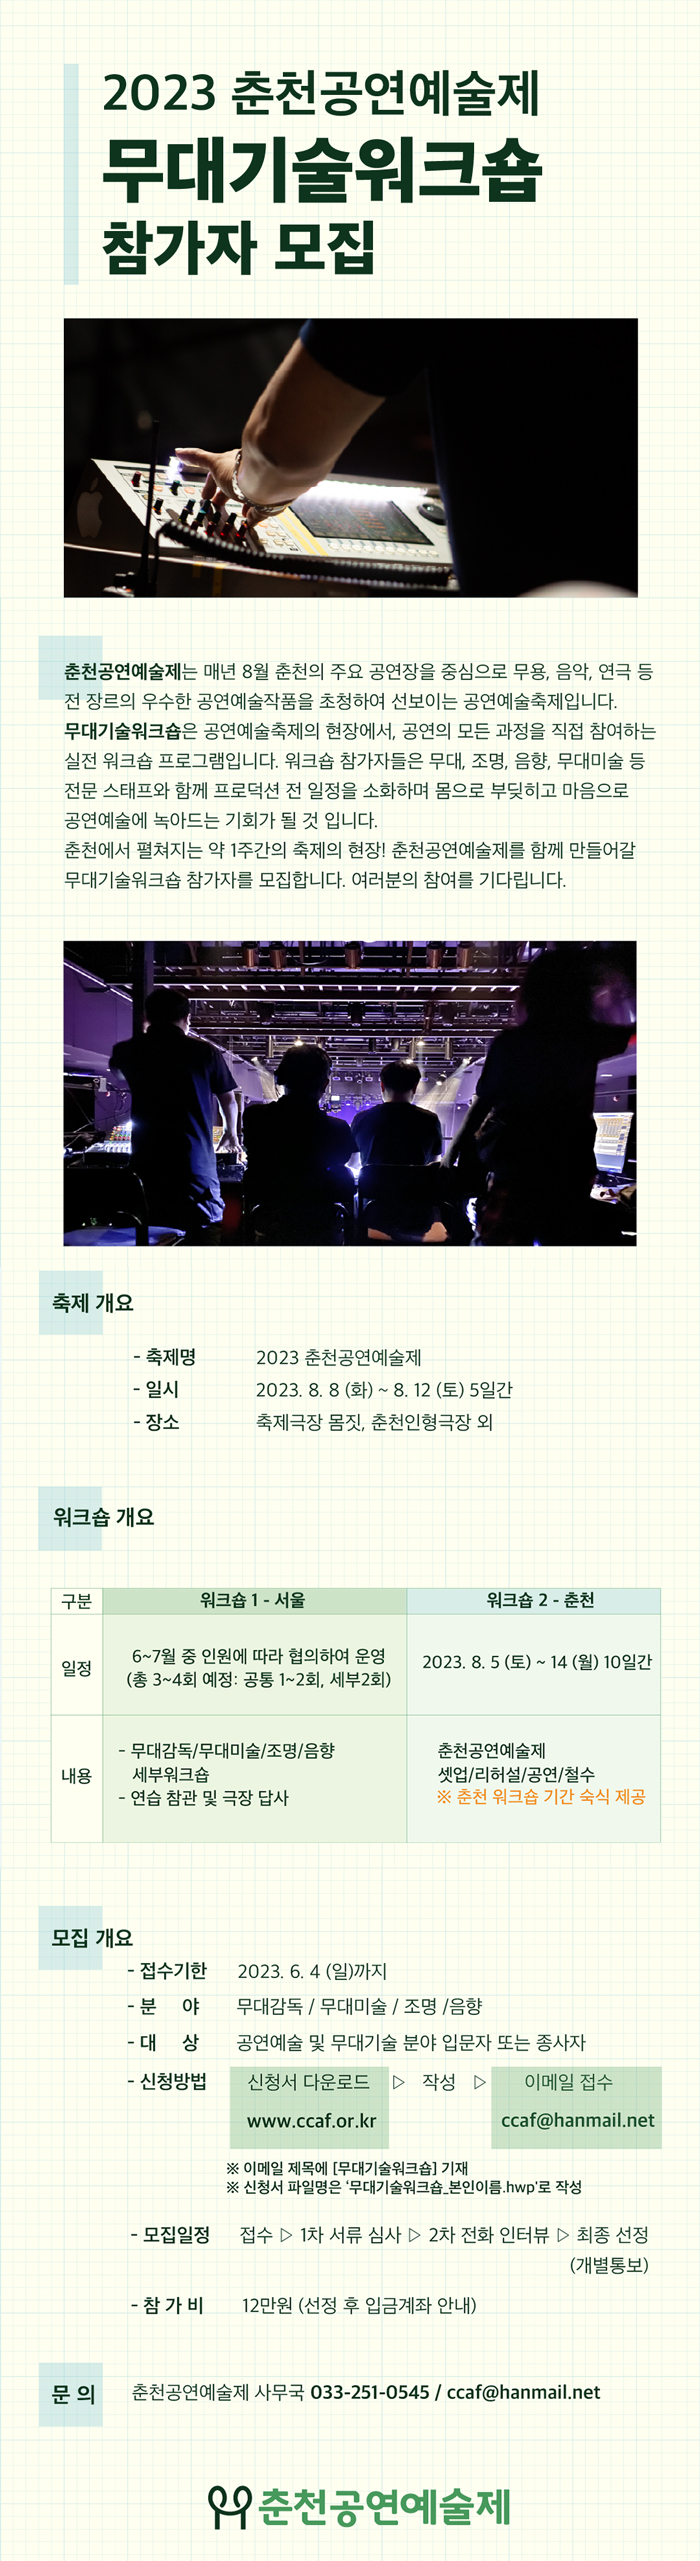 2023 춘천공연예술제
무대기술워크숍
참가자 모집
춘천공연예술제는 매년 8월 춘천의 주요 공연장을 중심으로 무용, 음악, 연극 등
전 장르의 우수한 공연예술작품을 초청하여 선보이는 공연예술축제입니다.
무대기술워크숍은 공연예술축제의 현장에서, 공연의 모든 과정을 직접 참여하는
실전 워크숍 프로그램입니다. 워크숍 참가자들은 무대, 조명, 음향, 무대미술 등
전문 스태프와 함께 프로덕션 전 일정을 소화하며 몸으로 부딪히고 마음으로
공연예술에 녹아드는 기회가 될 것 입니다.
춘천에서 펼쳐지는 약 1주간의 축제의 현장! 춘천공연예술제를 함께 만들어갈
무대기술워크숍 참가자를 모집합니다. 여러분의 참여를 기다립니다.
축제 개요
- 축제명 2023 춘천공연예술제
- 일시 2023. 8. 8 (화) ~ 8. 12 (토) 5일간
- 장소 축제극장 몸짓, 춘천인형극장 외
워크숍 개요
구분 워크숍 1 - 서울 워크숍 2 - 춘천
일정 6~7월 중 인원에 따라 협의하여 운영
(총 3~4회 예정: 공통 1~2회, 세부2회)
2023. 8. 5 (토) ~ 14 (월) 10일간
내용 - 무대감독/무대미술/조명/음향
세부워크숍
- 연습 참관 및 극장 답사
춘천공연예술제
셋업/리허설/공연/철수
※ 춘천 워크숍 기간 숙식 제공
모집 개요
- 접수기한 2023. 6. 4 (일)까지
- 분 야 무대감독 / 무대미술 / 조명 /음향
- 대 상 공연예술 및 무대기술 분야 입문자 또는 종사자
- 신청방법 신청서 다운로드 ▷ 작성 ▷ 이메일 접수
www.ccaf.or.kr ccaf@hanmail.net
※ 이메일 제목에 [무대기술워크숍] 기재
※ 신청서 파일명은 '무대기술워크숍_본인이름.hwp'로 작성
- 모집일정 접수 ▷ 1차 서류 심사 ▷ 2차 전화 인터뷰 ▷ 최종 선정
(개별통보)
- 참 가 비 12만원 (선정 후 입금계좌 안내)
문 의 춘천공연예술제 사무국 033-251-0545 / ccaf@hanmail.net
춘천공연예술제